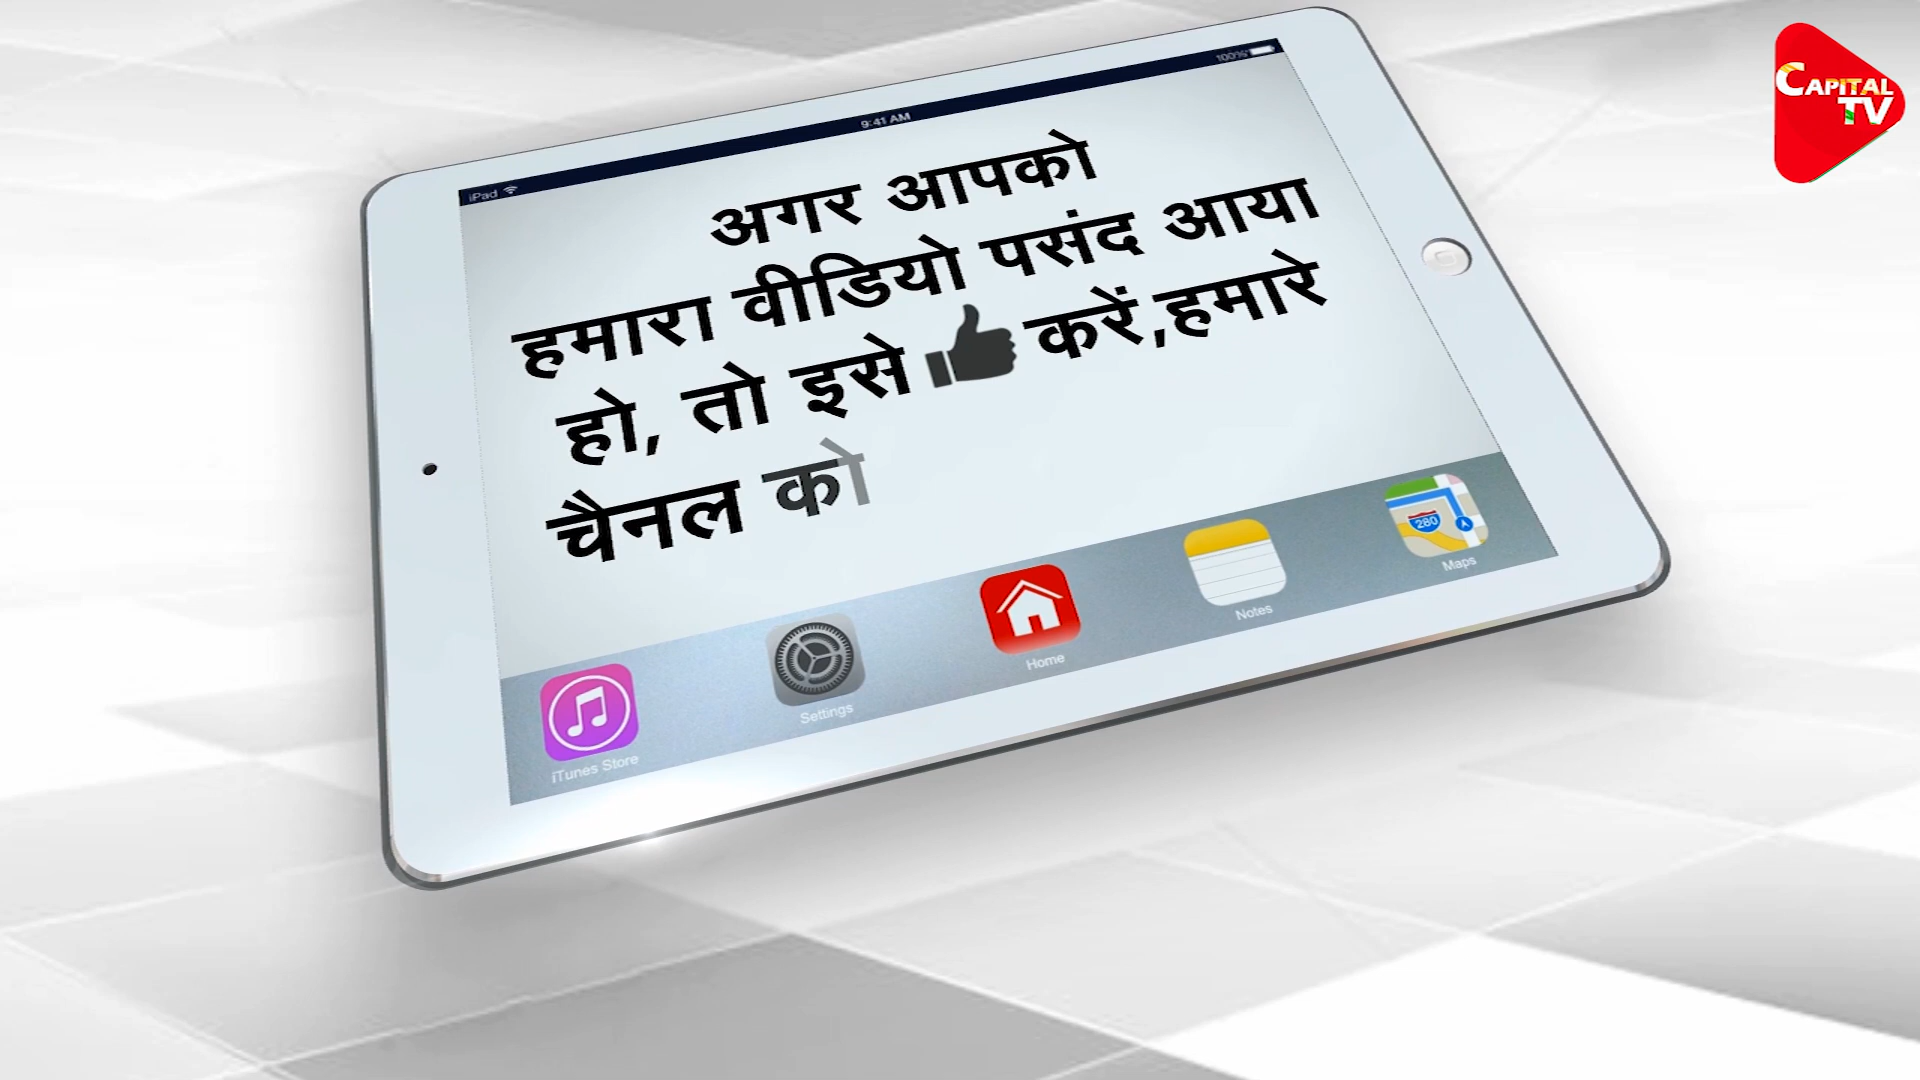 CAPITAL
TV
iPad
9:41 AM
100%
अगर आपको
हमारा वीडियो पसंद आया
हो, तो इसे करें,हमारे
चैनल को
iTunes Store
Settings
Home
Notes
280
Maps